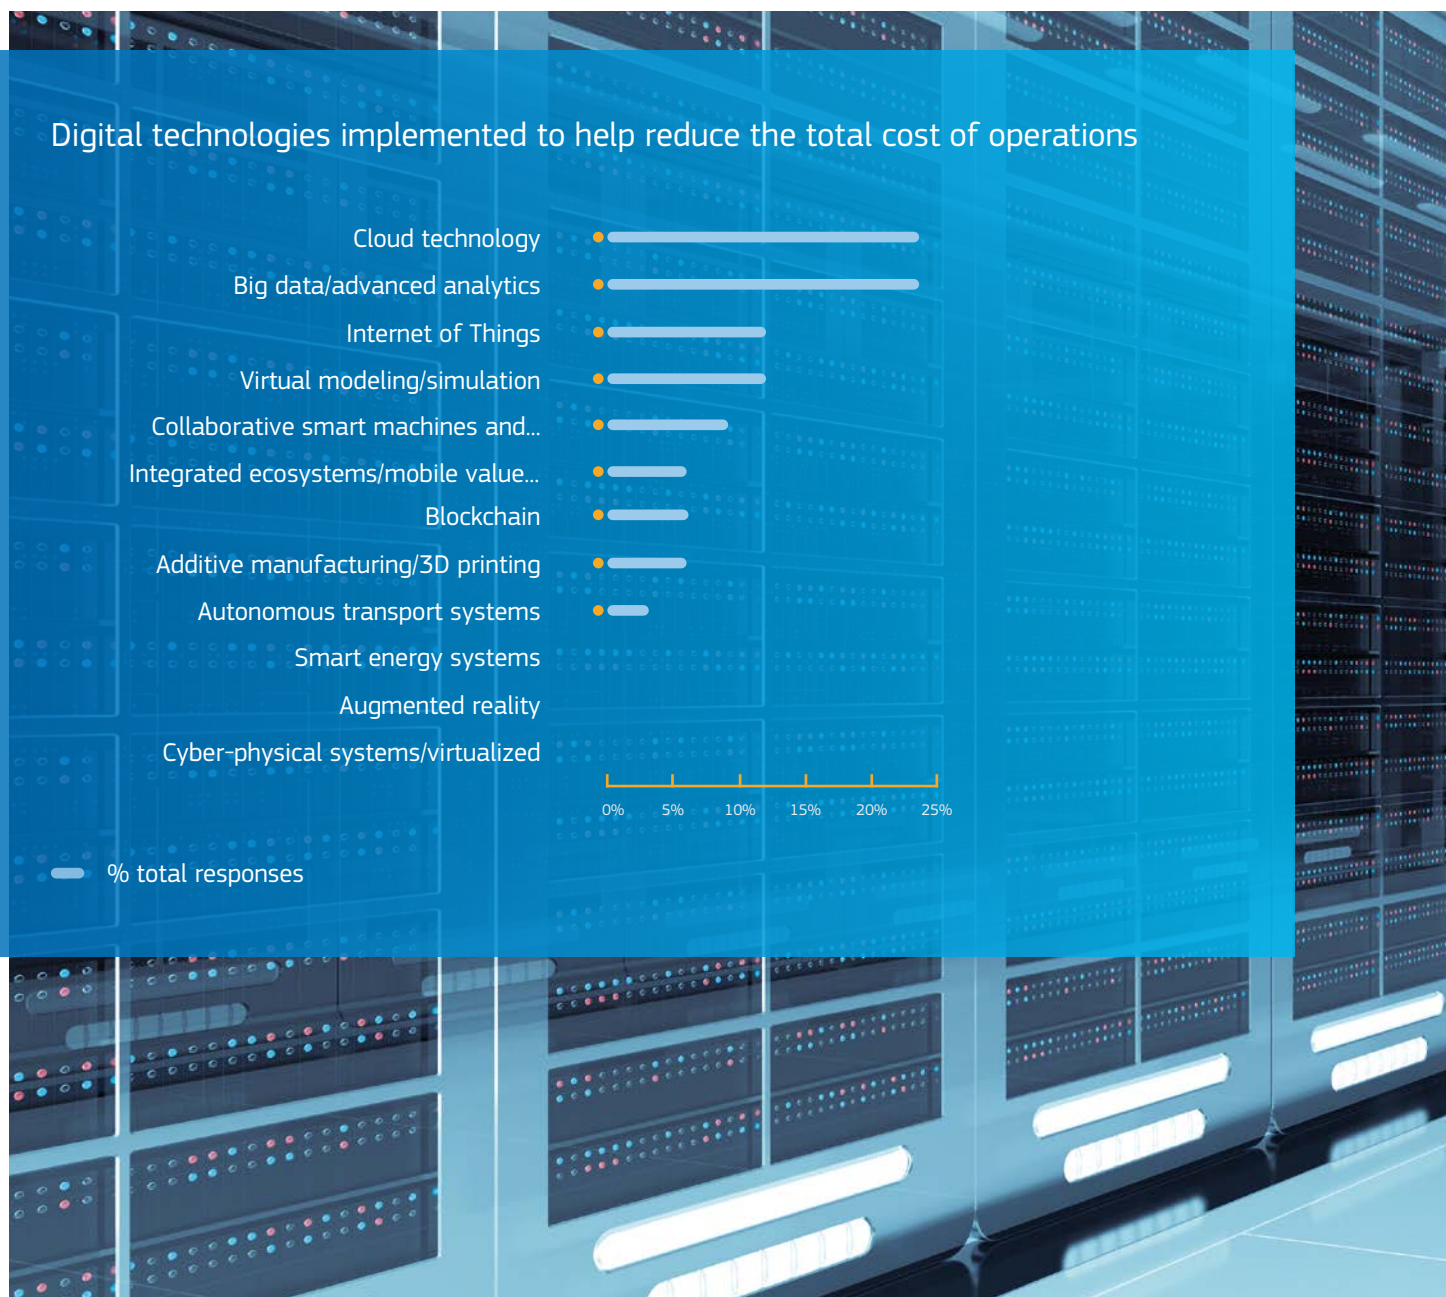 Digital technologies implemented to help reduce the total cost of operations
Cloud technology
Big data/advanced analytics
Internet of Things
Virtual modeling/simulation
Collaborative smart machines and...
Integrated ecosystems/mobile value...
Blockchain
Additive manufacturing/3D printing
Autonomous transport systems
Smart energy systems
Augmented reality
Cyber-physical systems/virtualized
0% 5% 10% 15% 20% 25%
% total responses